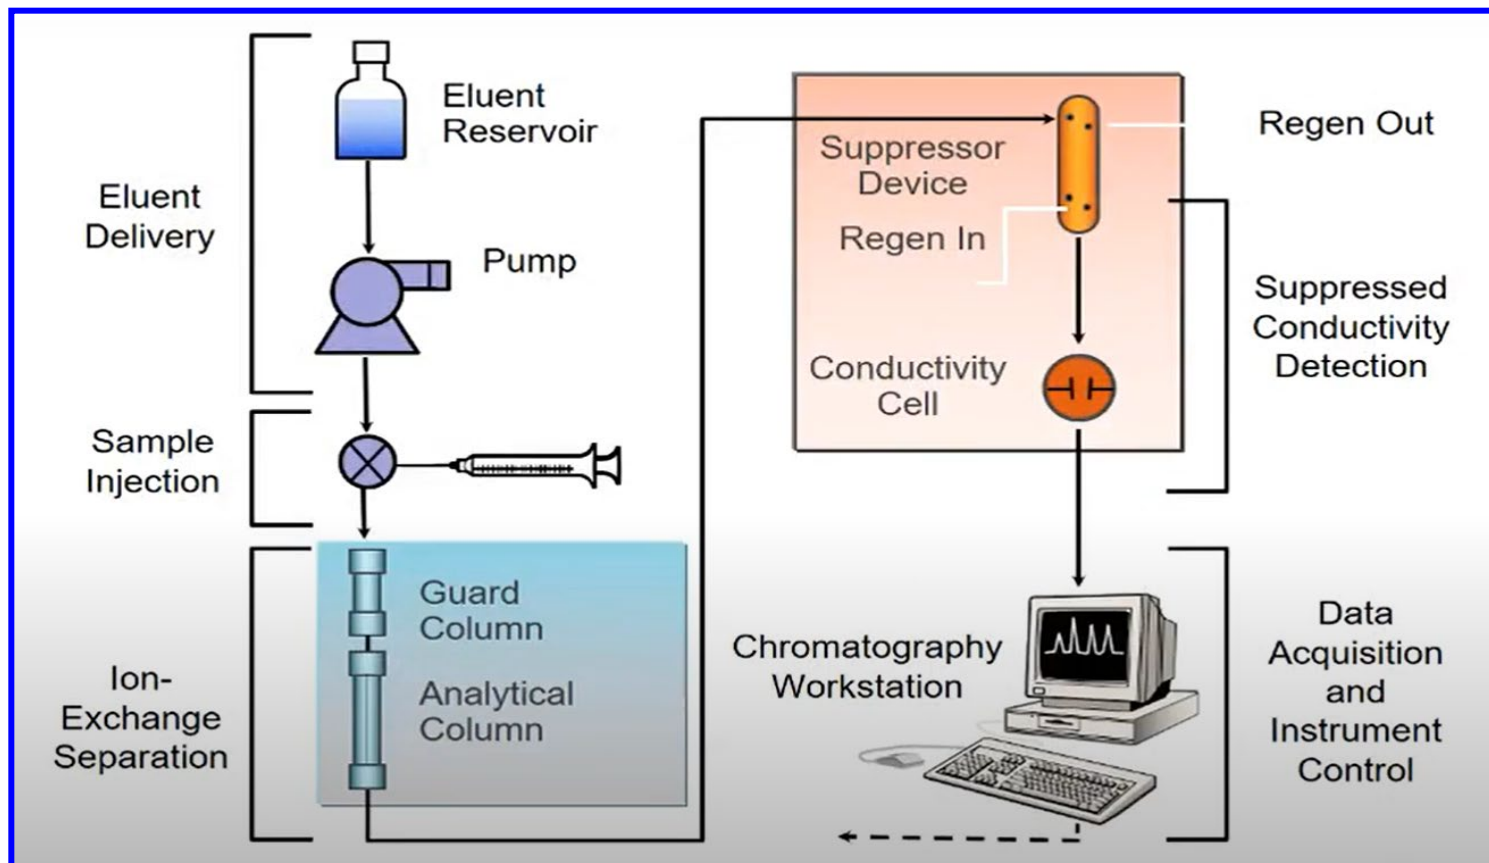 Eluent
Reservoir
Eluent
Delivery
Pump
Sample
Injection
Guard
Column
Analytical
Column
Ion-
Exchange
Separation
Suppressor
Device
Regen In
Regen Out
Conductivity
Cell
Suppressed
Conductivity
Detection
Chromatography
Workstation
Data
Acquisition
and
Instrument
Control